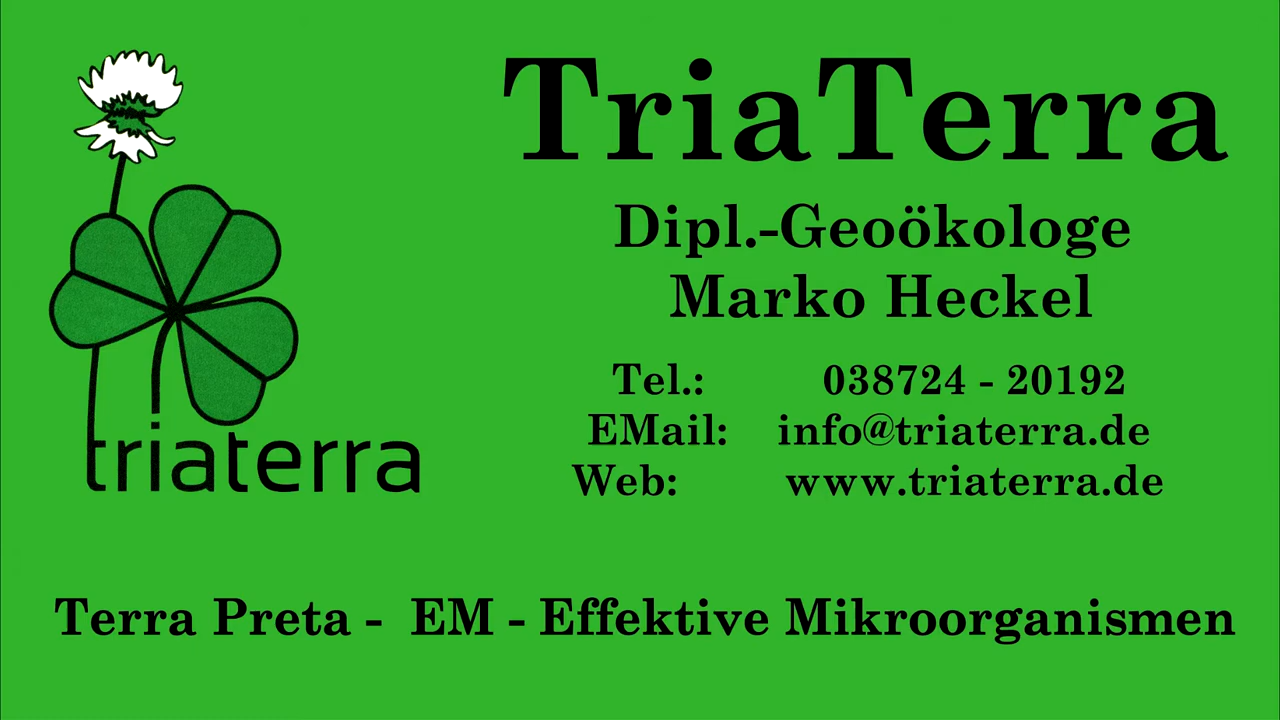 TriaTerra
Dipl.-Geoökologe
Marko Heckel
Tel.: 038724 - 20192
EMail: info@triaterra.de
Web: www.triaterra.de
triaterra
Terra Preta - EM - Effektive Mikroorganismen